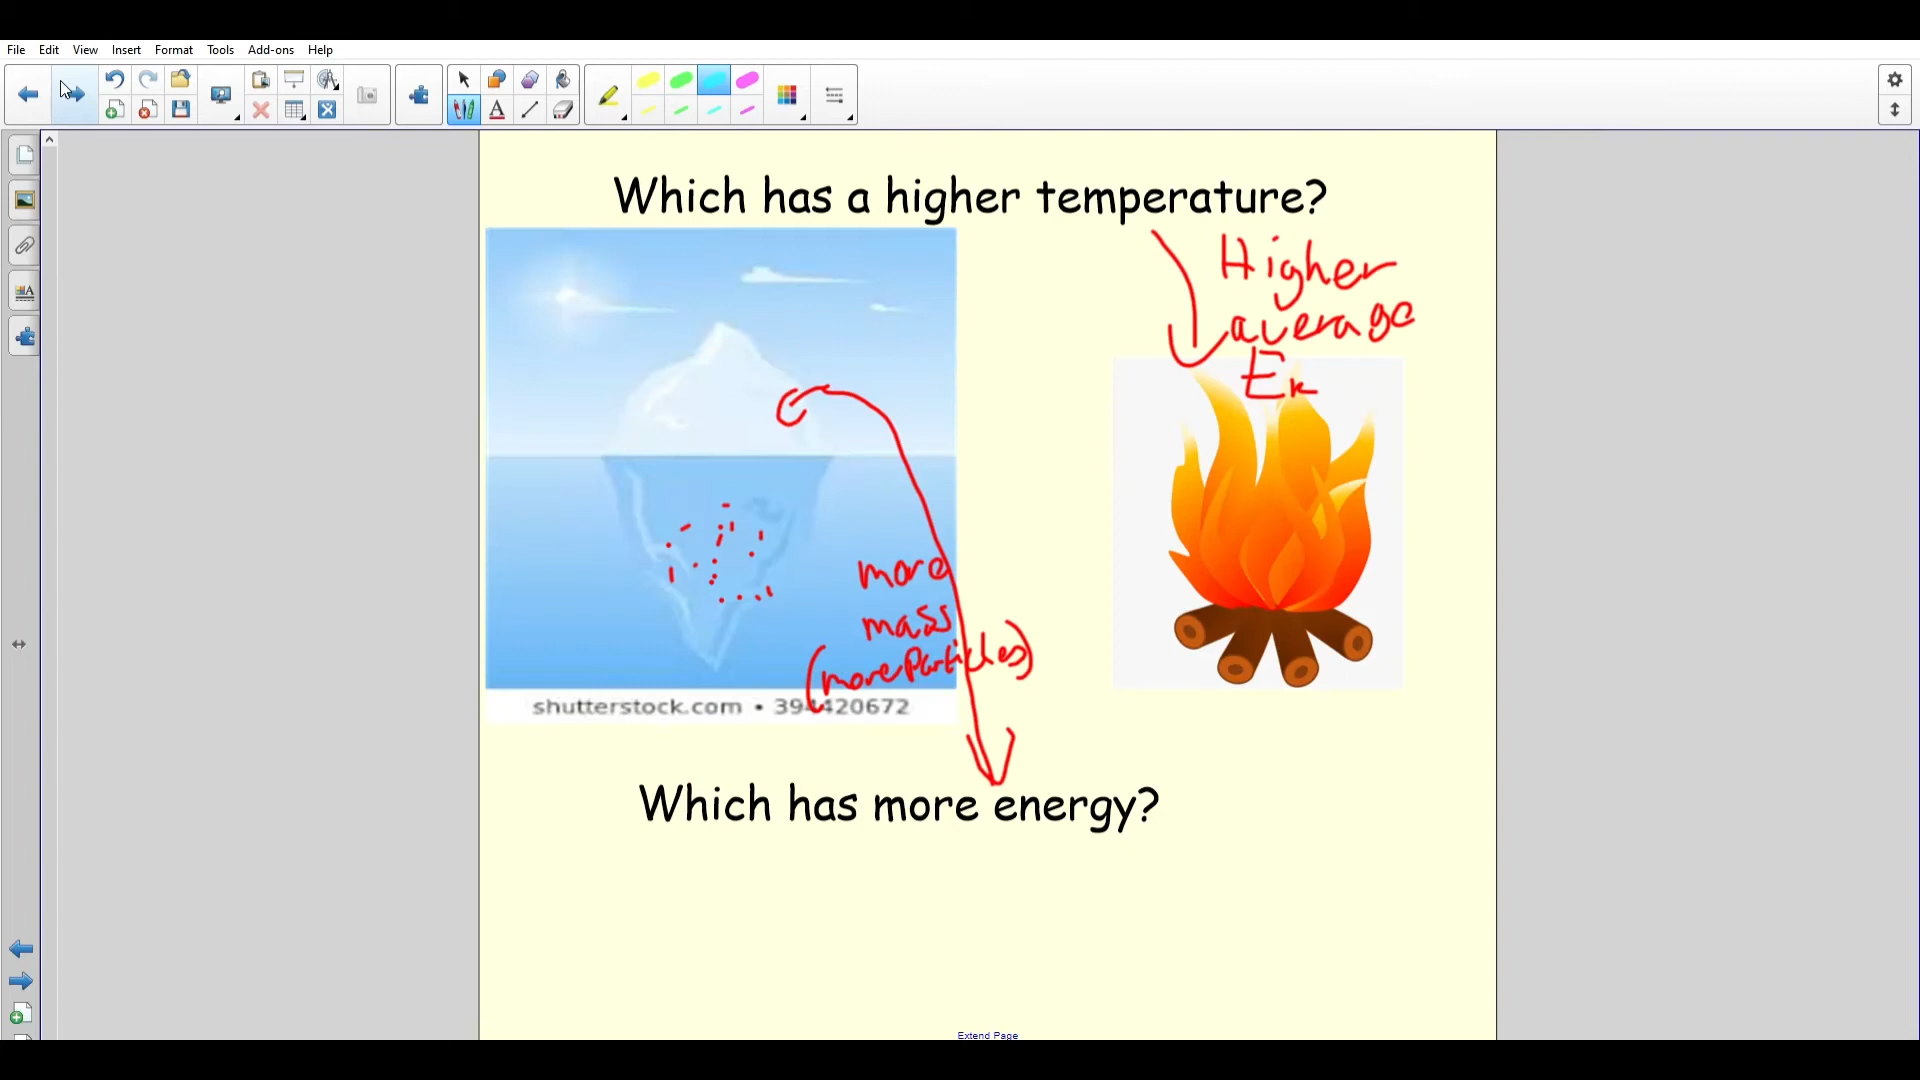 File Edit View Insert Format Tools Add-ons Help
Which has a higher temperature?
Higher
average
Ek
more
mass
(more Particles)
shutterstock.com • 394420672
Which has more energy?
Extend Page